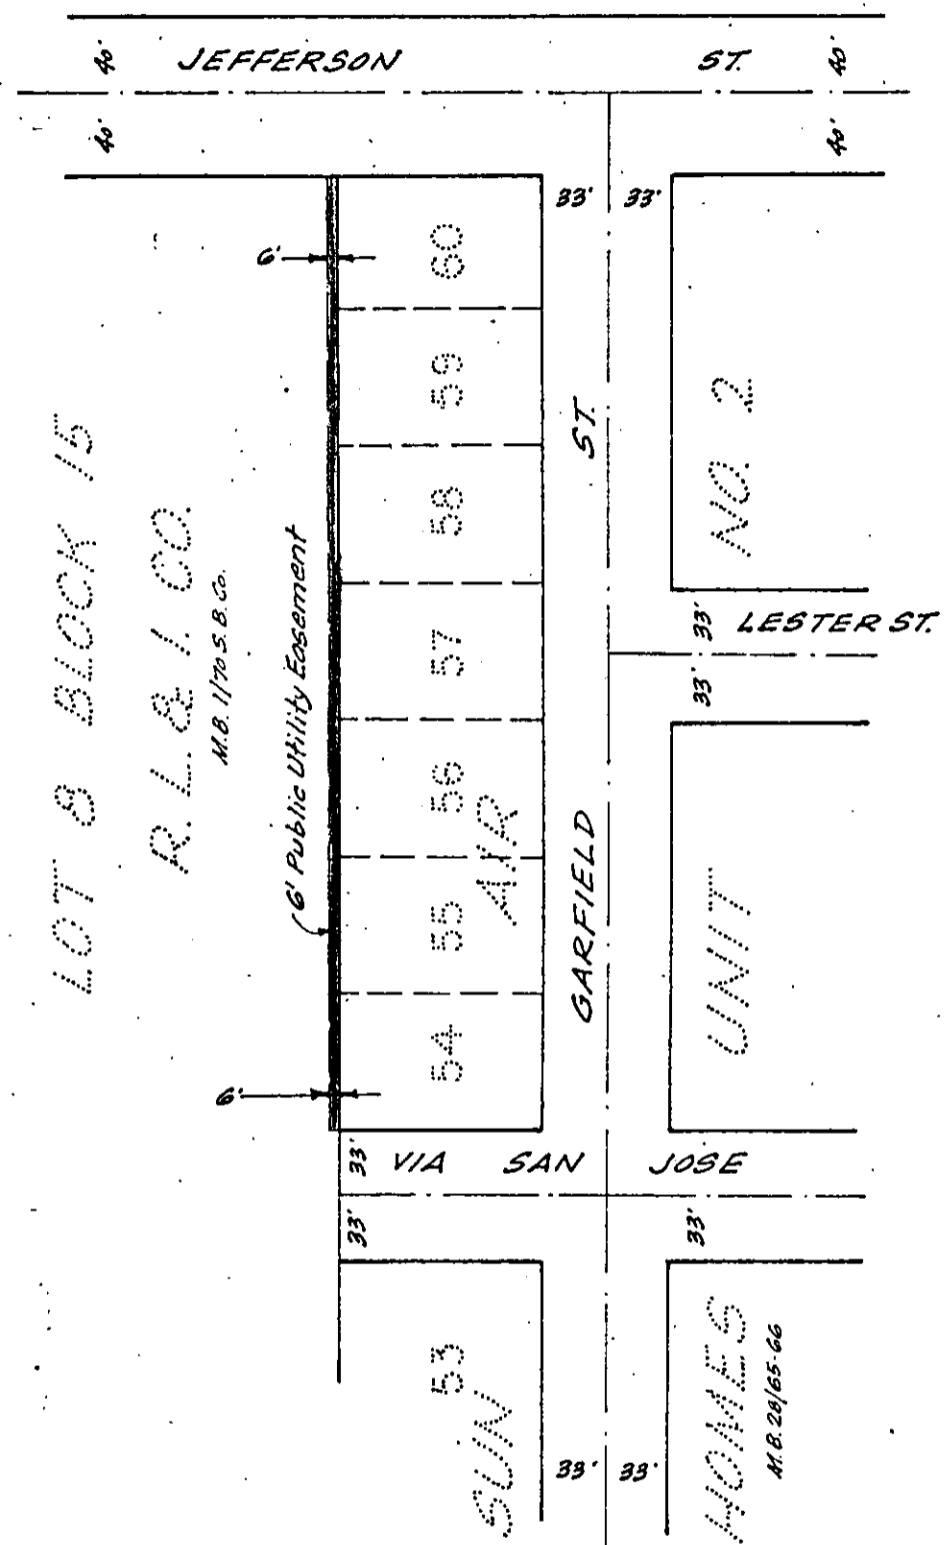 40' JEFFERSON ST. 40'
40' 40'
33' 33'
6'
60
59
58
57
56
55
54
LOT 8 BLOCK 15
R. L. & I. CO.
M.B. 1/70 S.B. Co.
6' Public Utility Easement
GARFIELD ST.
33' LESTER ST.
33'
6'
33' VIA SAN JOSE
33' 33'
53
SUN AIR
HOMES UNIT NO. 2
M.B. 28/65-66
33' 33'